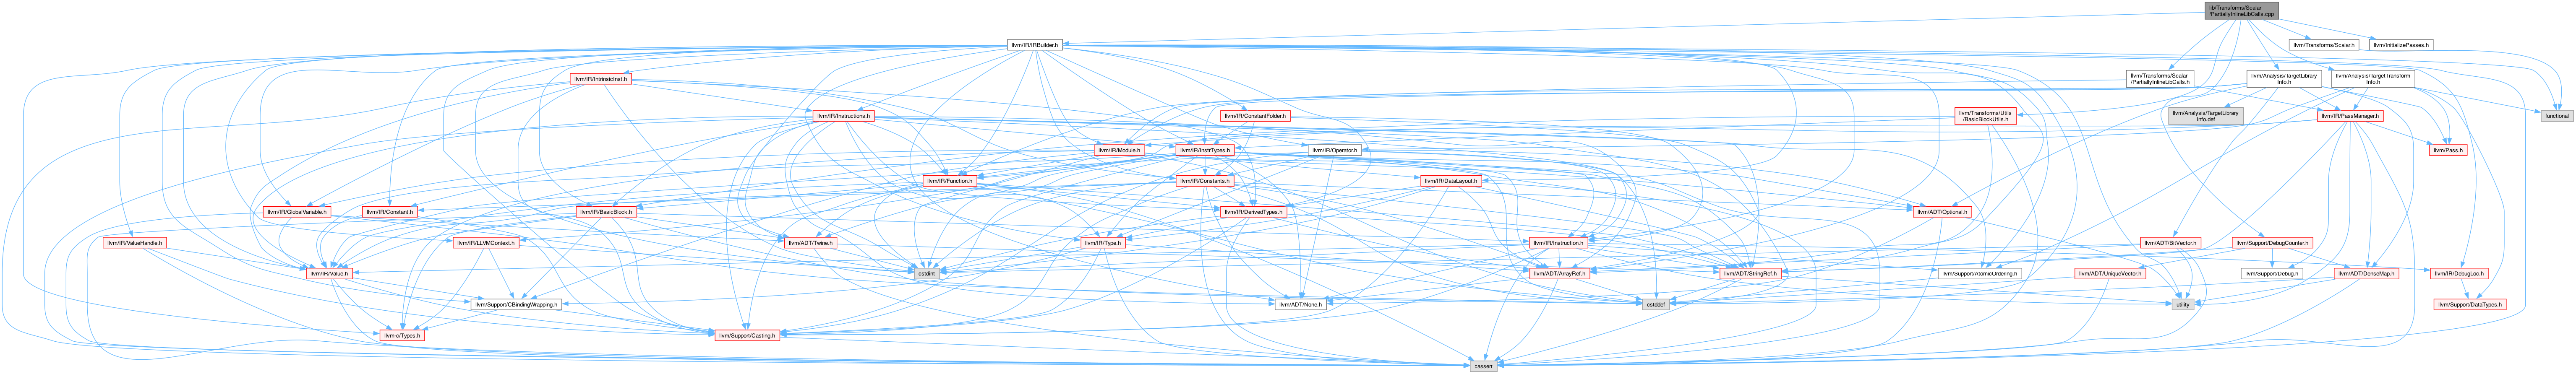 lib/Transforms/Scalar
/PartiallyInlineLibCalls.cpp
llvm/IR/IRBuilder.h
llvm/Transforms/Scalar.h
llvm/InitializePasses.h
llvm/IR/IntrinsicInst.h
llvm/Transforms/Scalar
/PartiallyInlineLibCalls.h
llvm/Analysis/TargetLibrary
Info.h
llvm/Analysis/TargetTransform
Info.h
llvm/IR/Instructions.h
llvm/IR/ConstantFolder.h
llvm/Transforms/Utils
/BasicBlockUtils.h
llvm/Analysis/TargetLibrary
Info.def
llvm/IR/PassManager.h
functional
llvm/IR/Module.h
llvm/IR/InstrTypes.h
llvm/IR/Operator.h
llvm/Pass.h
llvm/IR/Function.h
llvm/IR/Constants.h
llvm/IR/DataLayout.h
llvm/IR/GlobalVariable.h
llvm/IR/Constant.h
llvm/IR/BasicBlock.h
llvm/IR/DerivedTypes.h
llvm/ADT/Optional.h
llvm/IR/ValueHandle.h
llvm/IR/LLVMContext.h
llvm/ADT/Twine.h
llvm/IR/Type.h
llvm/IR/Instruction.h
llvm/ADT/BitVector.h
llvm/Support/DebugCounter.h
llvm/IR/Value.h
cstdint
llvm/ADT/ArrayRef.h
llvm/ADT/StringRef.h
llvm/Support/AtomicOrdering.h
llvm/ADT/UniqueVector.h
llvm/Support/Debug.h
llvm/ADT/DenseMap.h
llvm/IR/DebugLoc.h
llvm/Support/CBindingWrapping.h
llvm/ADT/None.h
cstddef
utility
llvm/Support/DataTypes.h
llvm-c/Types.h
llvm/Support/Casting.h
cassert